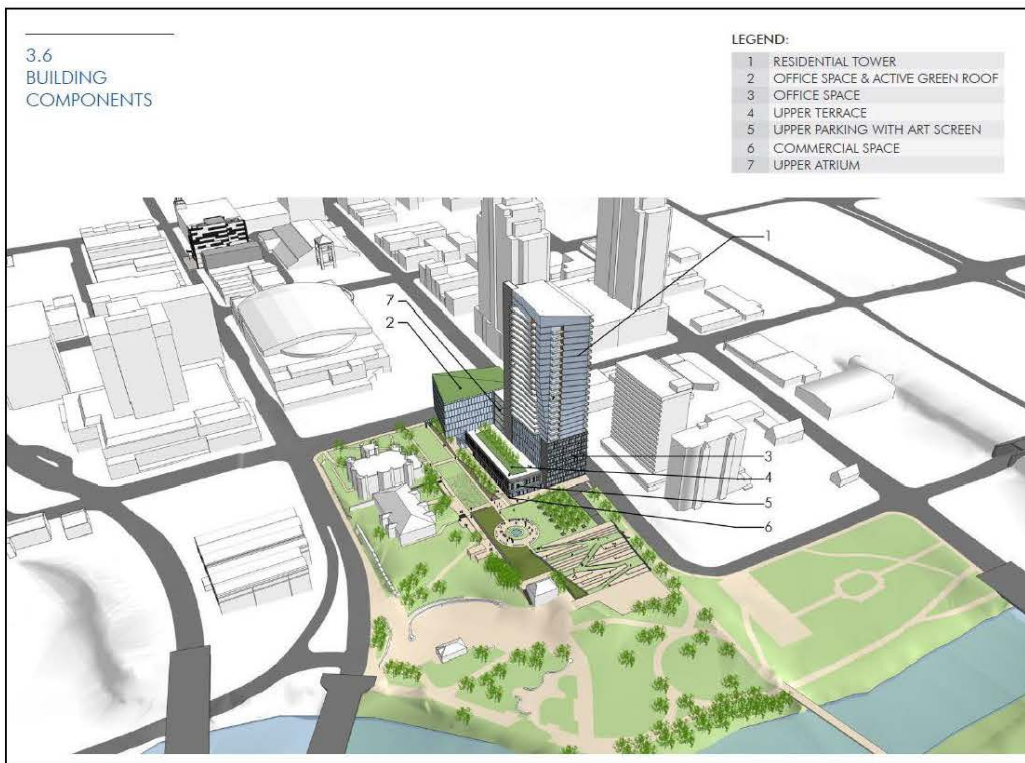 3.6
BUILDING
COMPONENTS
LEGEND:
1 RESIDENTIAL TOWER
2 OFFICE SPACE & ACTIVE GREEN ROOF
3 OFFICE SPACE
4 UPPER TERRACE
5 UPPER PARKING WITH ART SCREEN
6 COMMERCIAL SPACE
7 UPPER ATRIUM
1
7
2
3
4
5
6